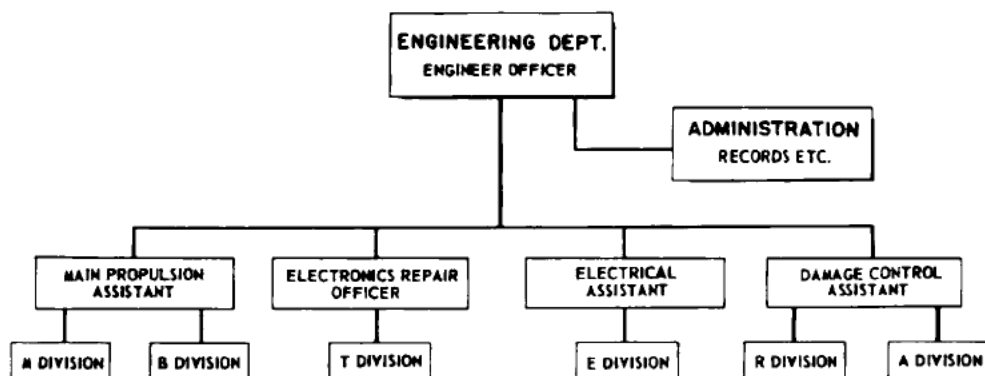 ENGINEERING DEPT.
ENGINEER OFFICER
ADMINISTRATION
RECORDS ETC.
MAIN PROPULSION
ASSISTANT
ELECTRONICS REPAIR
OFFICER
ELECTRICAL
ASSISTANT
DAMAGE CONTROL
ASSISTANT
M DIVISION
B DIVISION
T DIVISION
E DIVISION
R DIVISION
A DIVISION